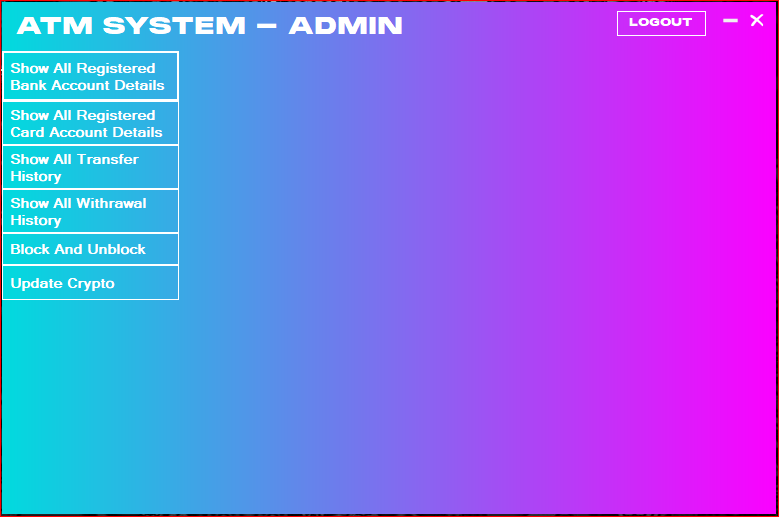 ATM SYSTEM – ADMIN
LOGOUT
Show All Registered
Bank Account Details
Show All Registered
Card Account Details
Show All Transfer
History
Show All Withrawal
History
Block And Unblock
Update Crypto